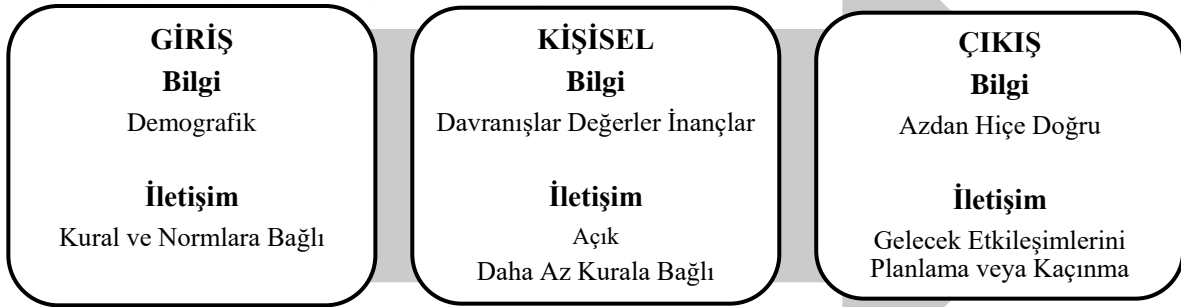 GİRİŞ
Bilgi
Demografik
İletişim
Kural ve Normlara Bağlı
KİŞİSEL
Bilgi
Davranışlar Değerler İnançlar
İletişim
Açık
Daha Az Kurala Bağlı
ÇIKIŞ
Bilgi
Azdan Hiçe Doğru
İletişim
Gelecek Etkileşimlerini
Planlama veya Kaçınma